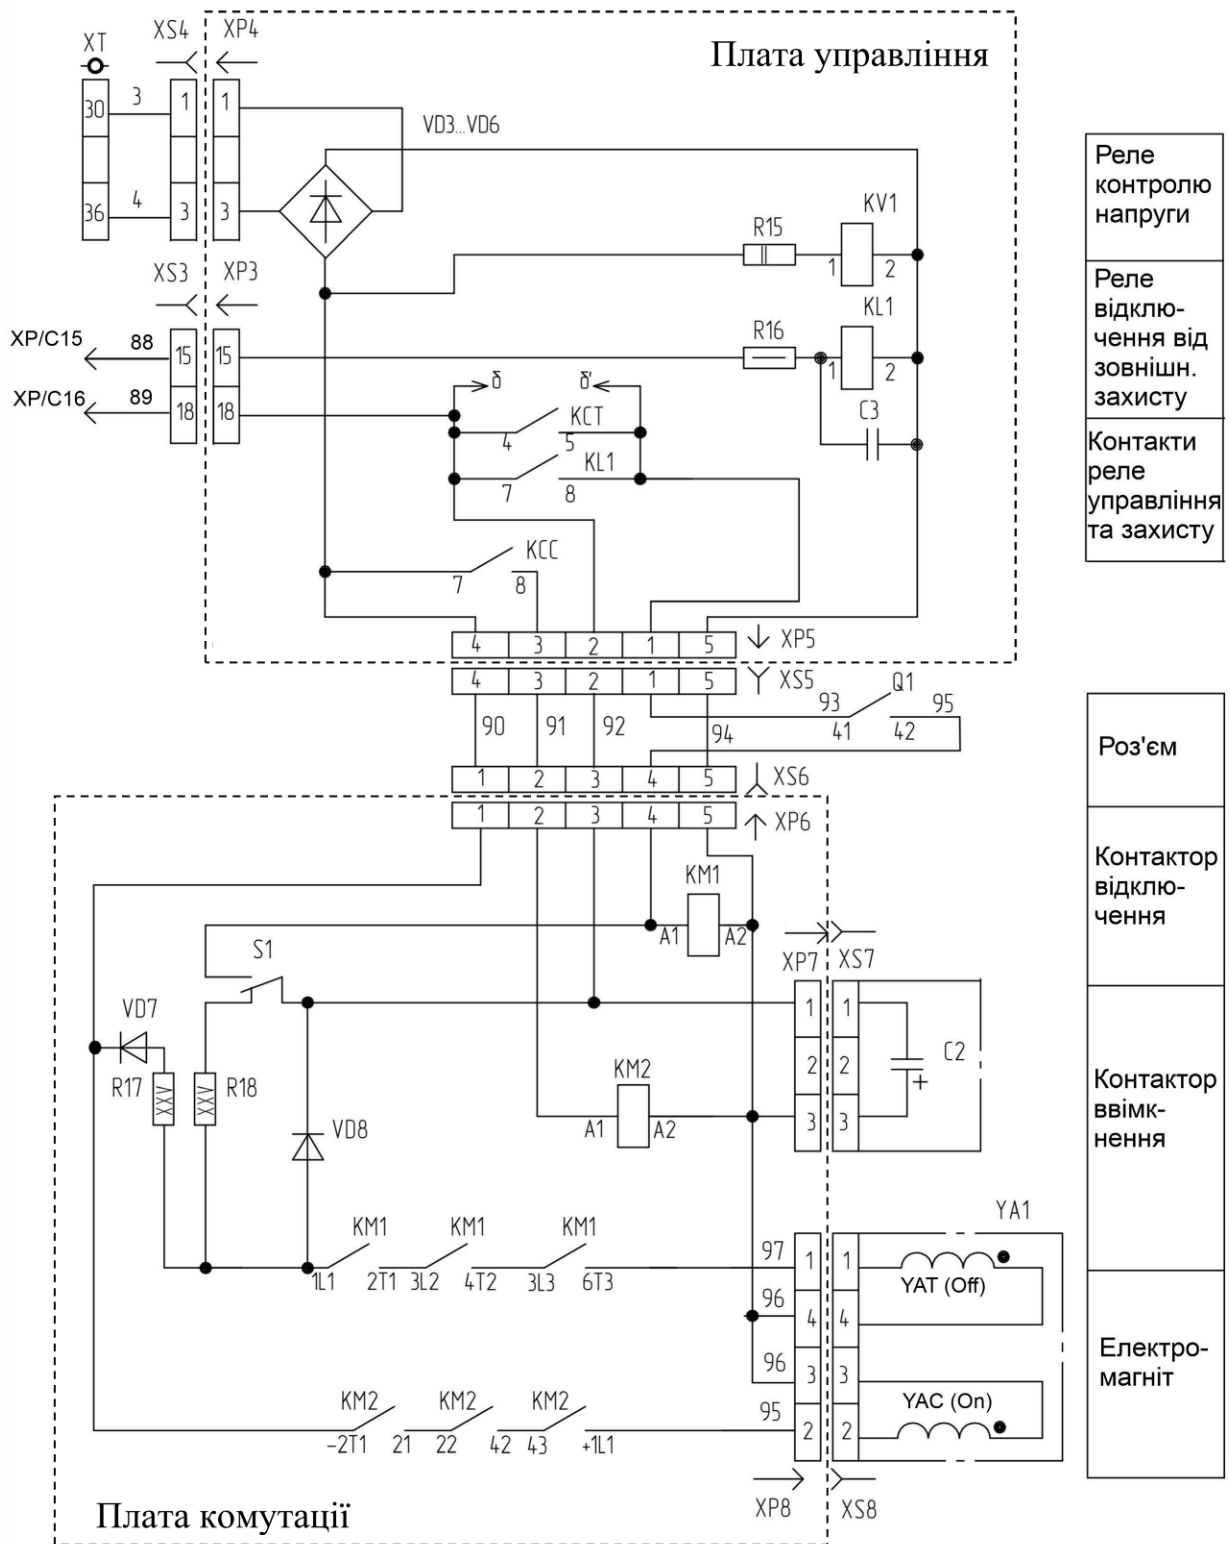 XT
XS4
XP4
Плата управління
30
3
1
1
VD3...VD6
36
4
3
3
Реле
контролю
напруги
KV1
R15
1
2
XS3
XP3
Реле
відклю-
чення від
зовнішн.
захисту
KL1
R16
1
2
XP/C15
88
15
15
XP/C16
89
18
18
δ
δ'
C3
KCT
4
5
KL1
7
8
Контакти
реле
управління
та захисту
KCC
7
8
4
3
2
1
5
XP5
4
3
2
1
5
XS5
90
91
92
94
93
Q1
95
41
42
Роз'єм
1
2
3
4
5
XS6
1
2
3
4
5
XP6
Контактор
відклю-
чення
KM1
A1
A2
S1
XP7
XS7
VD7
1
1
2
2
3
3
C2
+
R17
R18
KM2
A1
A2
VD8
Контактор
ввімк-
нення
YA1
KM1
KM1
KM1
1L1
2T1
3L2
4T2
3L3
6T3
97
1
1
YAT (Off)
96
4
4
96
3
3
YAC (On)
95
2
2
Електро-
магніт
KM2
KM2
KM2
-2T1
21
22
42
43
+1L1
XP8
XS8
Плата комутації